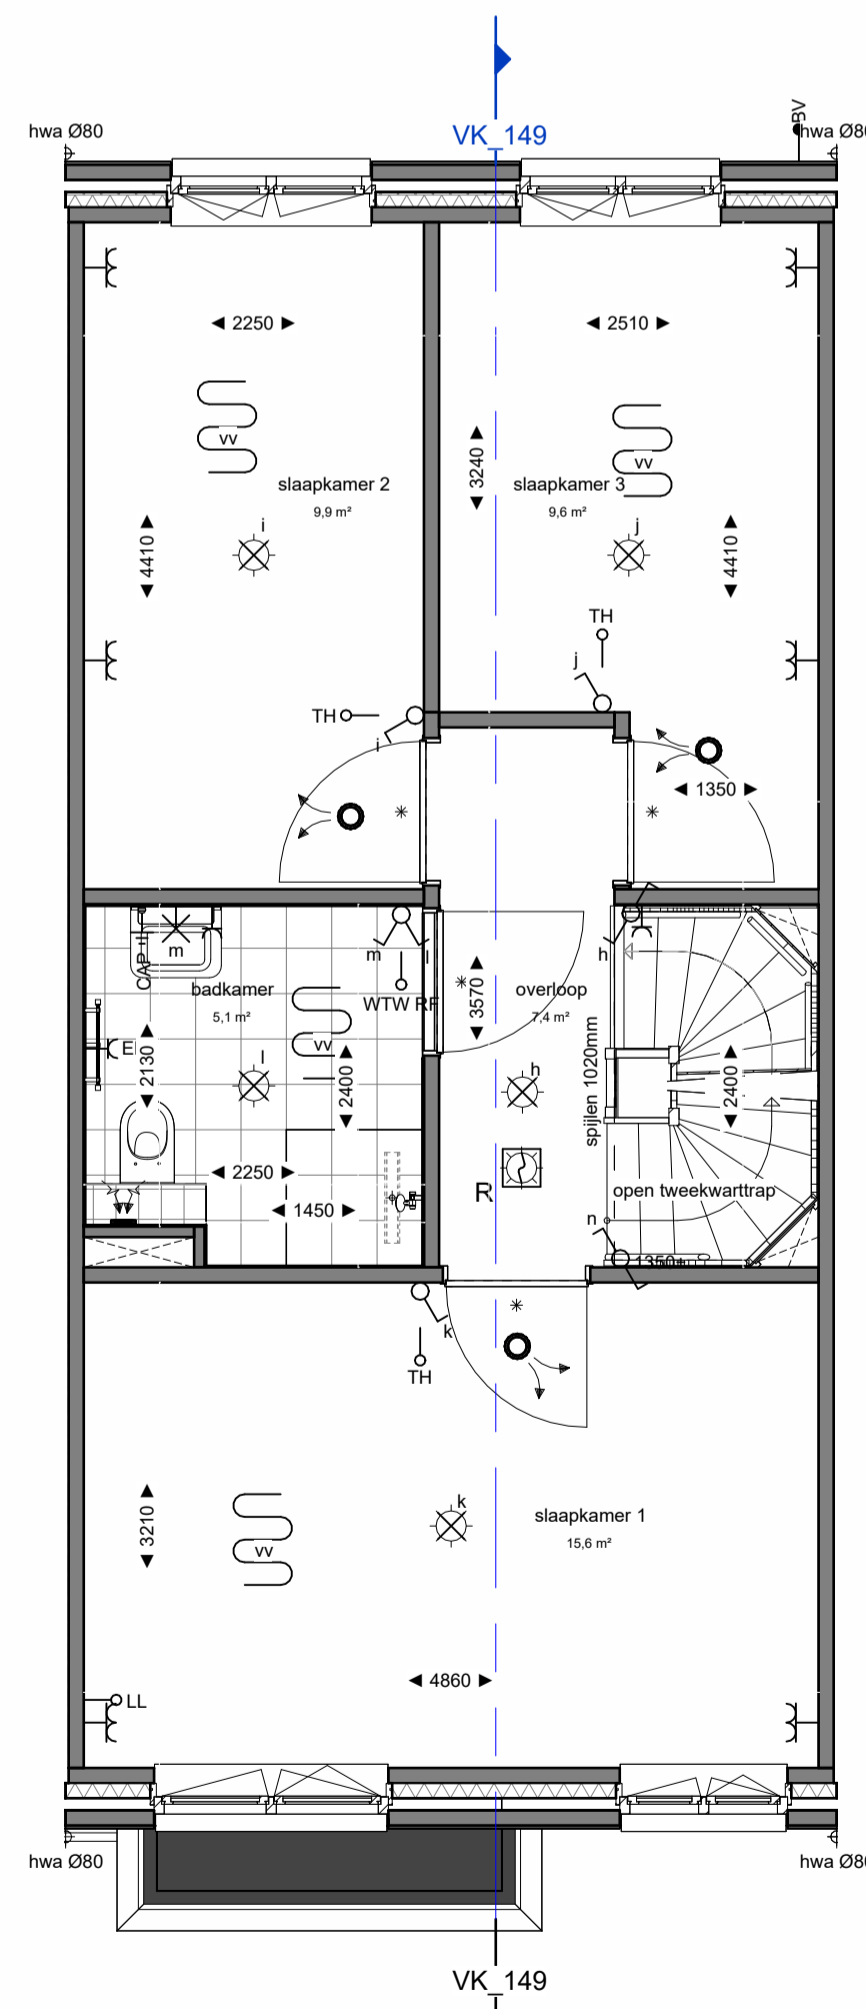 BV
hwa Ø80
VK_149
hwa Ø80
2250
2510
vv
3240
vv
slaapkamer 2
slaapkamer 3
9,9 m²
9,6 m²
i
j
4410
4410
TH
j
TH
i
1350
m
CAP
m
l
h
badkamer
3570
overloop
5,1 m²
WTW RF
7,4 m²
E
2130
vv
l
2400
h
spijlen 1020mm
2400
2250
R
open tweekwarttrap
1450
n
1350+
k
TH
k
slaapkamer 1
3210
vv
15,6 m²
4860
LL
hwa Ø80
hwa Ø80
VK_149